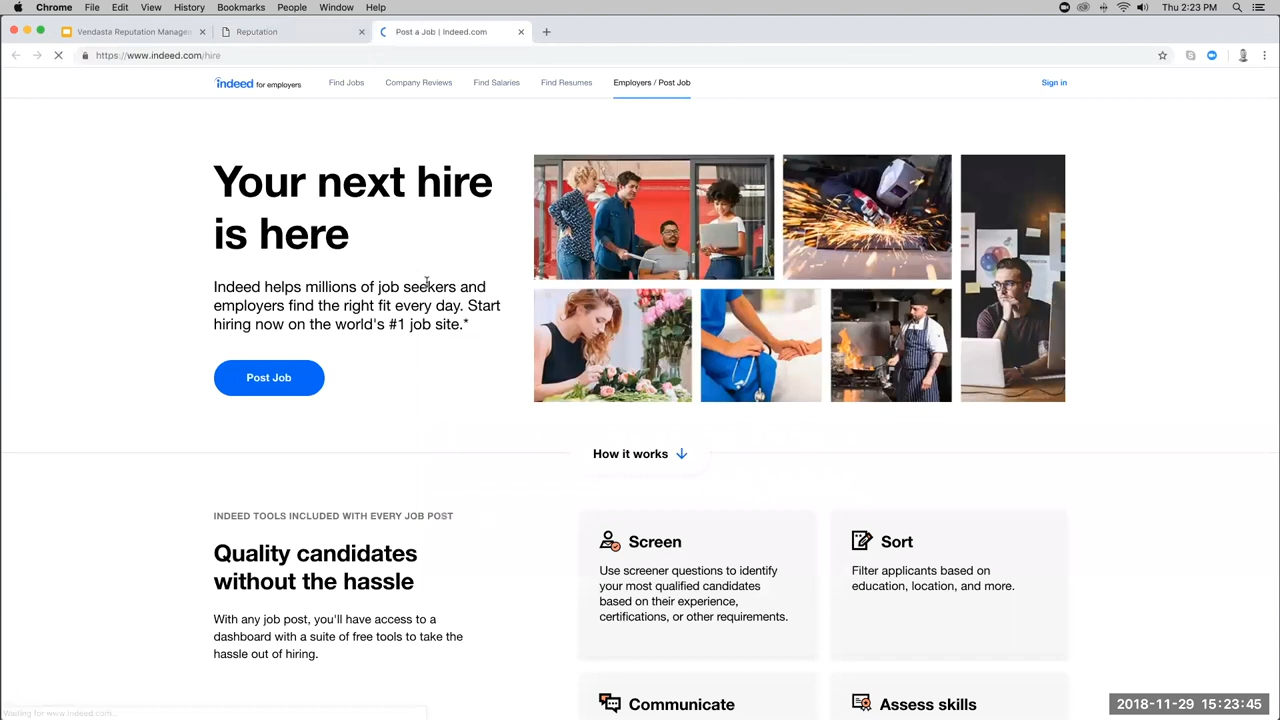 Chrome File Edit View History Bookmarks People Window Help Thu 2:23 PM
Vendasta Reputation Manage Reputation Post a Job | Indeed.com
https://www.indeed.com/hire
indeed for employers Find Jobs Company Reviews Find Salaries Find Resumes Employers / Post Job Sign in
Your next hire
is here
Indeed helps millions of job seekers and
employers find the right fit every day. Start
hiring now on the world's #1 job site.*
Post Job
How it works
INDEED TOOLS INCLUDED WITH EVERY JOB POST
Quality candidates
without the hassle
With any job post, you'll have access to a
dashboard with a suite of free tools to take the
hassle out of hiring.
Screen
Use screener questions to identify
your most qualified candidates
based on their experience,
certifications, or other requirements.
Sort
Filter applicants based on
education, location, and more.
Communicate
Assess skills
Waiting for www.indeed.com...
2018-11-29 15:23:45